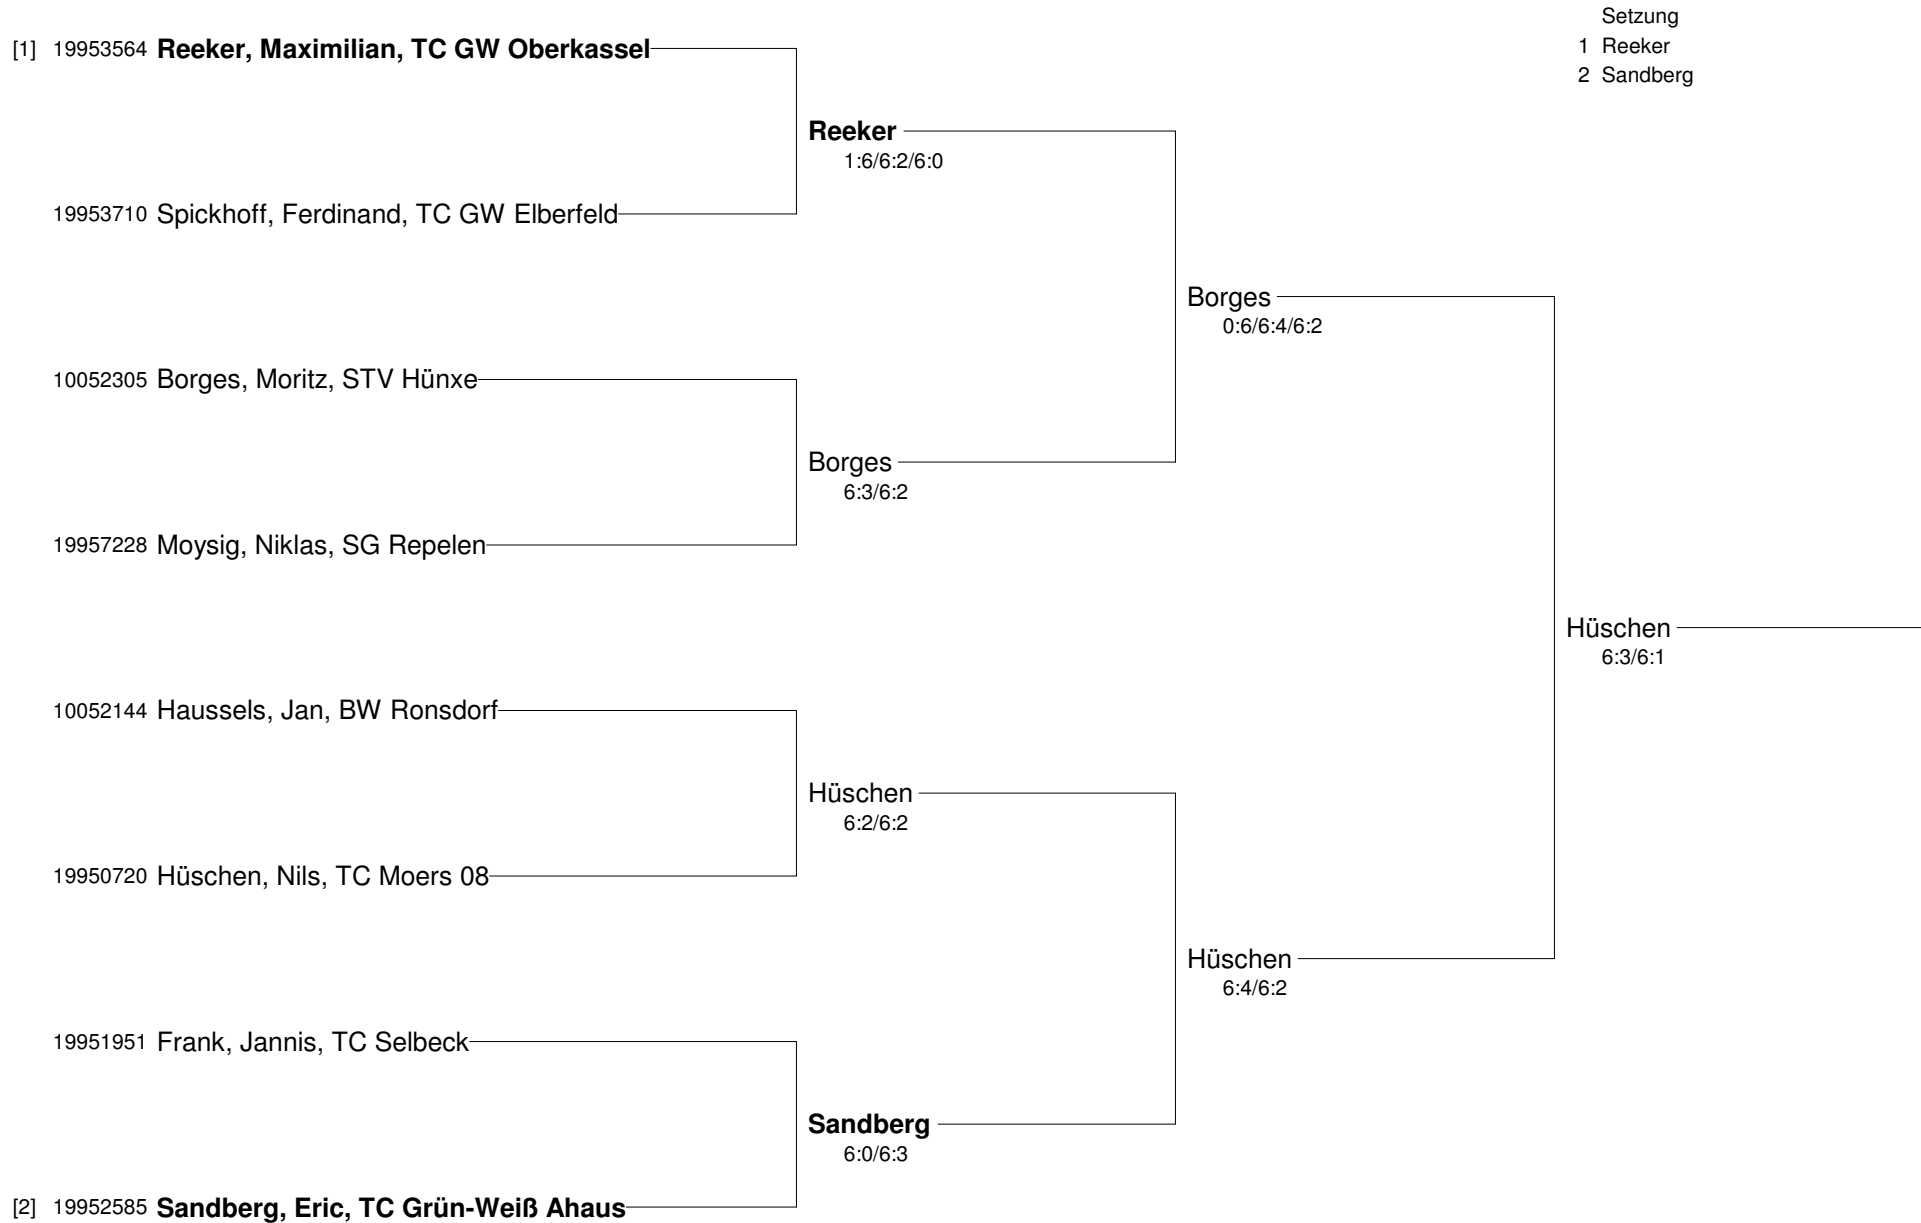 Setzung
1 Reeker
2 Sandberg
[1] 19953564 Reeker, Maximilian, TC GW Oberkassel
Reeker
1:6/6:2/6:0
19953710 Spickhoff, Ferdinand, TC GW Elberfeld
Borges
0:6/6:4/6:2
10052305 Borges, Moritz, STV Hünxe
Borges
6:3/6:2
19957228 Moysig, Niklas, SG Repelen
Hüschen
6:3/6:1
10052144 Haussels, Jan, BW Ronsdorf
Hüschen
6:2/6:2
19950720 Hüschen, Nils, TC Moers 08
Hüschen
6:4/6:2
19951951 Frank, Jannis, TC Selbeck
Sandberg
6:0/6:3
[2] 19952585 Sandberg, Eric, TC Grün-Weiß Ahaus